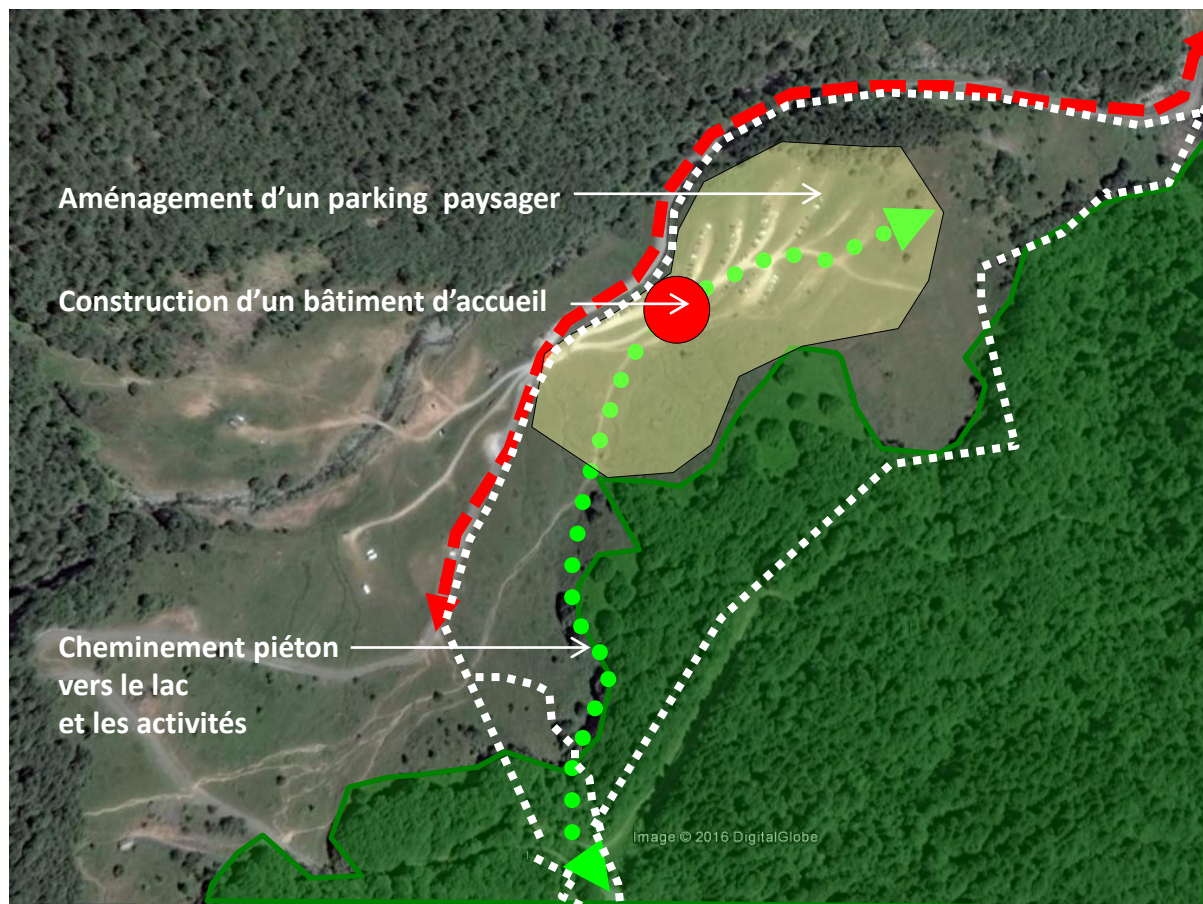 Aménagement d’un parking paysager
Construction d’un bâtiment d’accueil
Cheminement piéton
vers le lac
et les activités
Image © 2016 DigitalGlobe